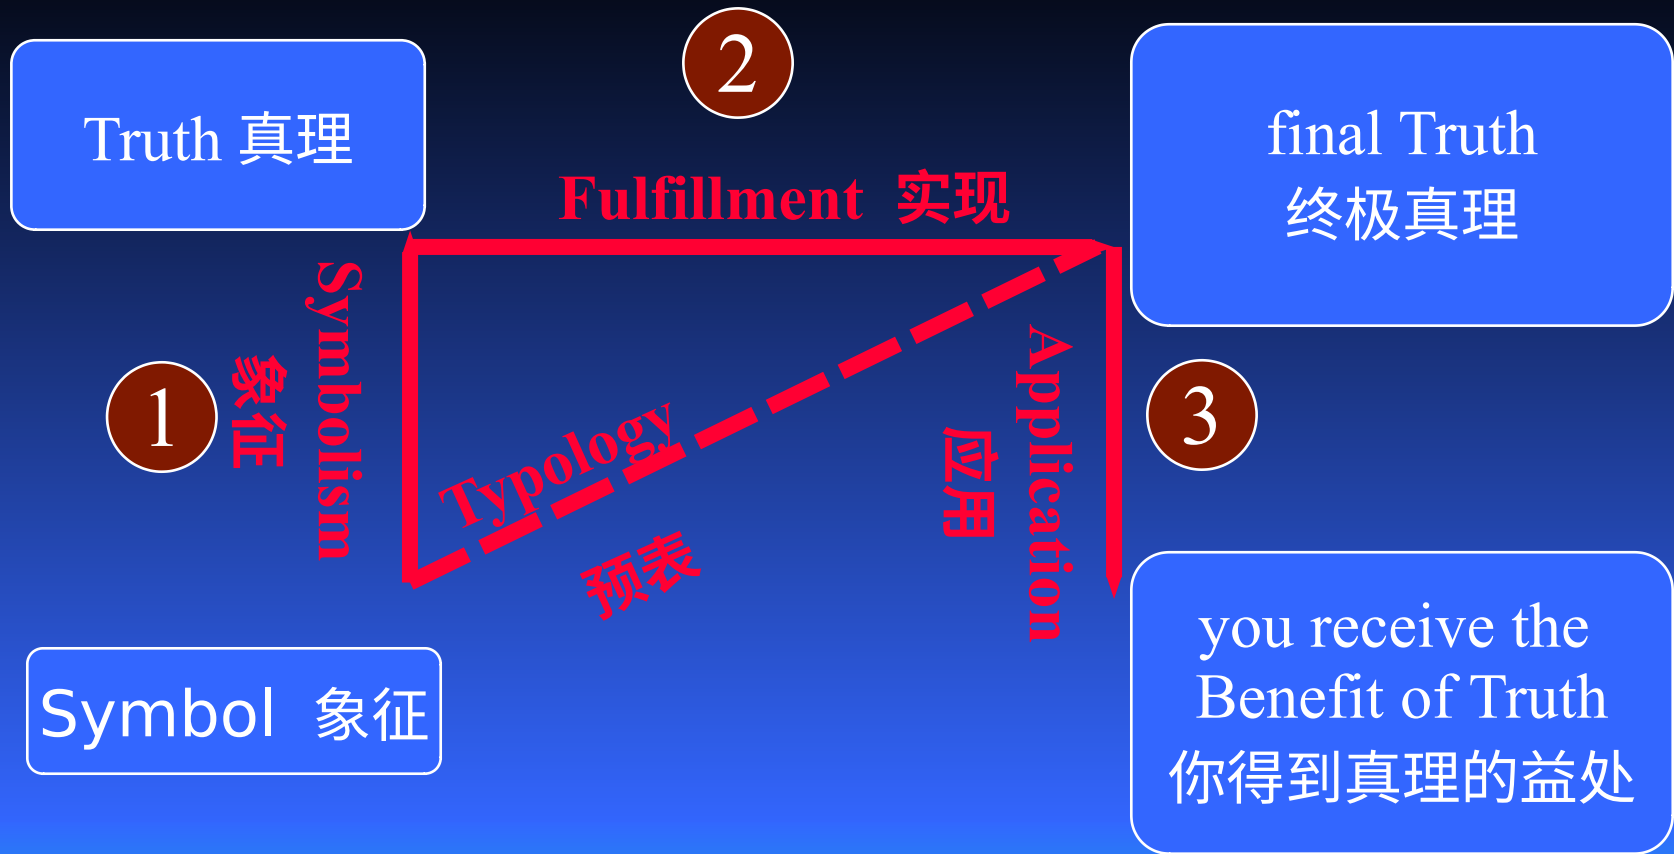 2
Truth 真理
final Truth
终极真理
Fulfillment 实现
1
象征
Symbolism
Typology
预表
应用
Application
3
Symbol 象征
you receive the
Benefit of Truth
你得到真理的益处